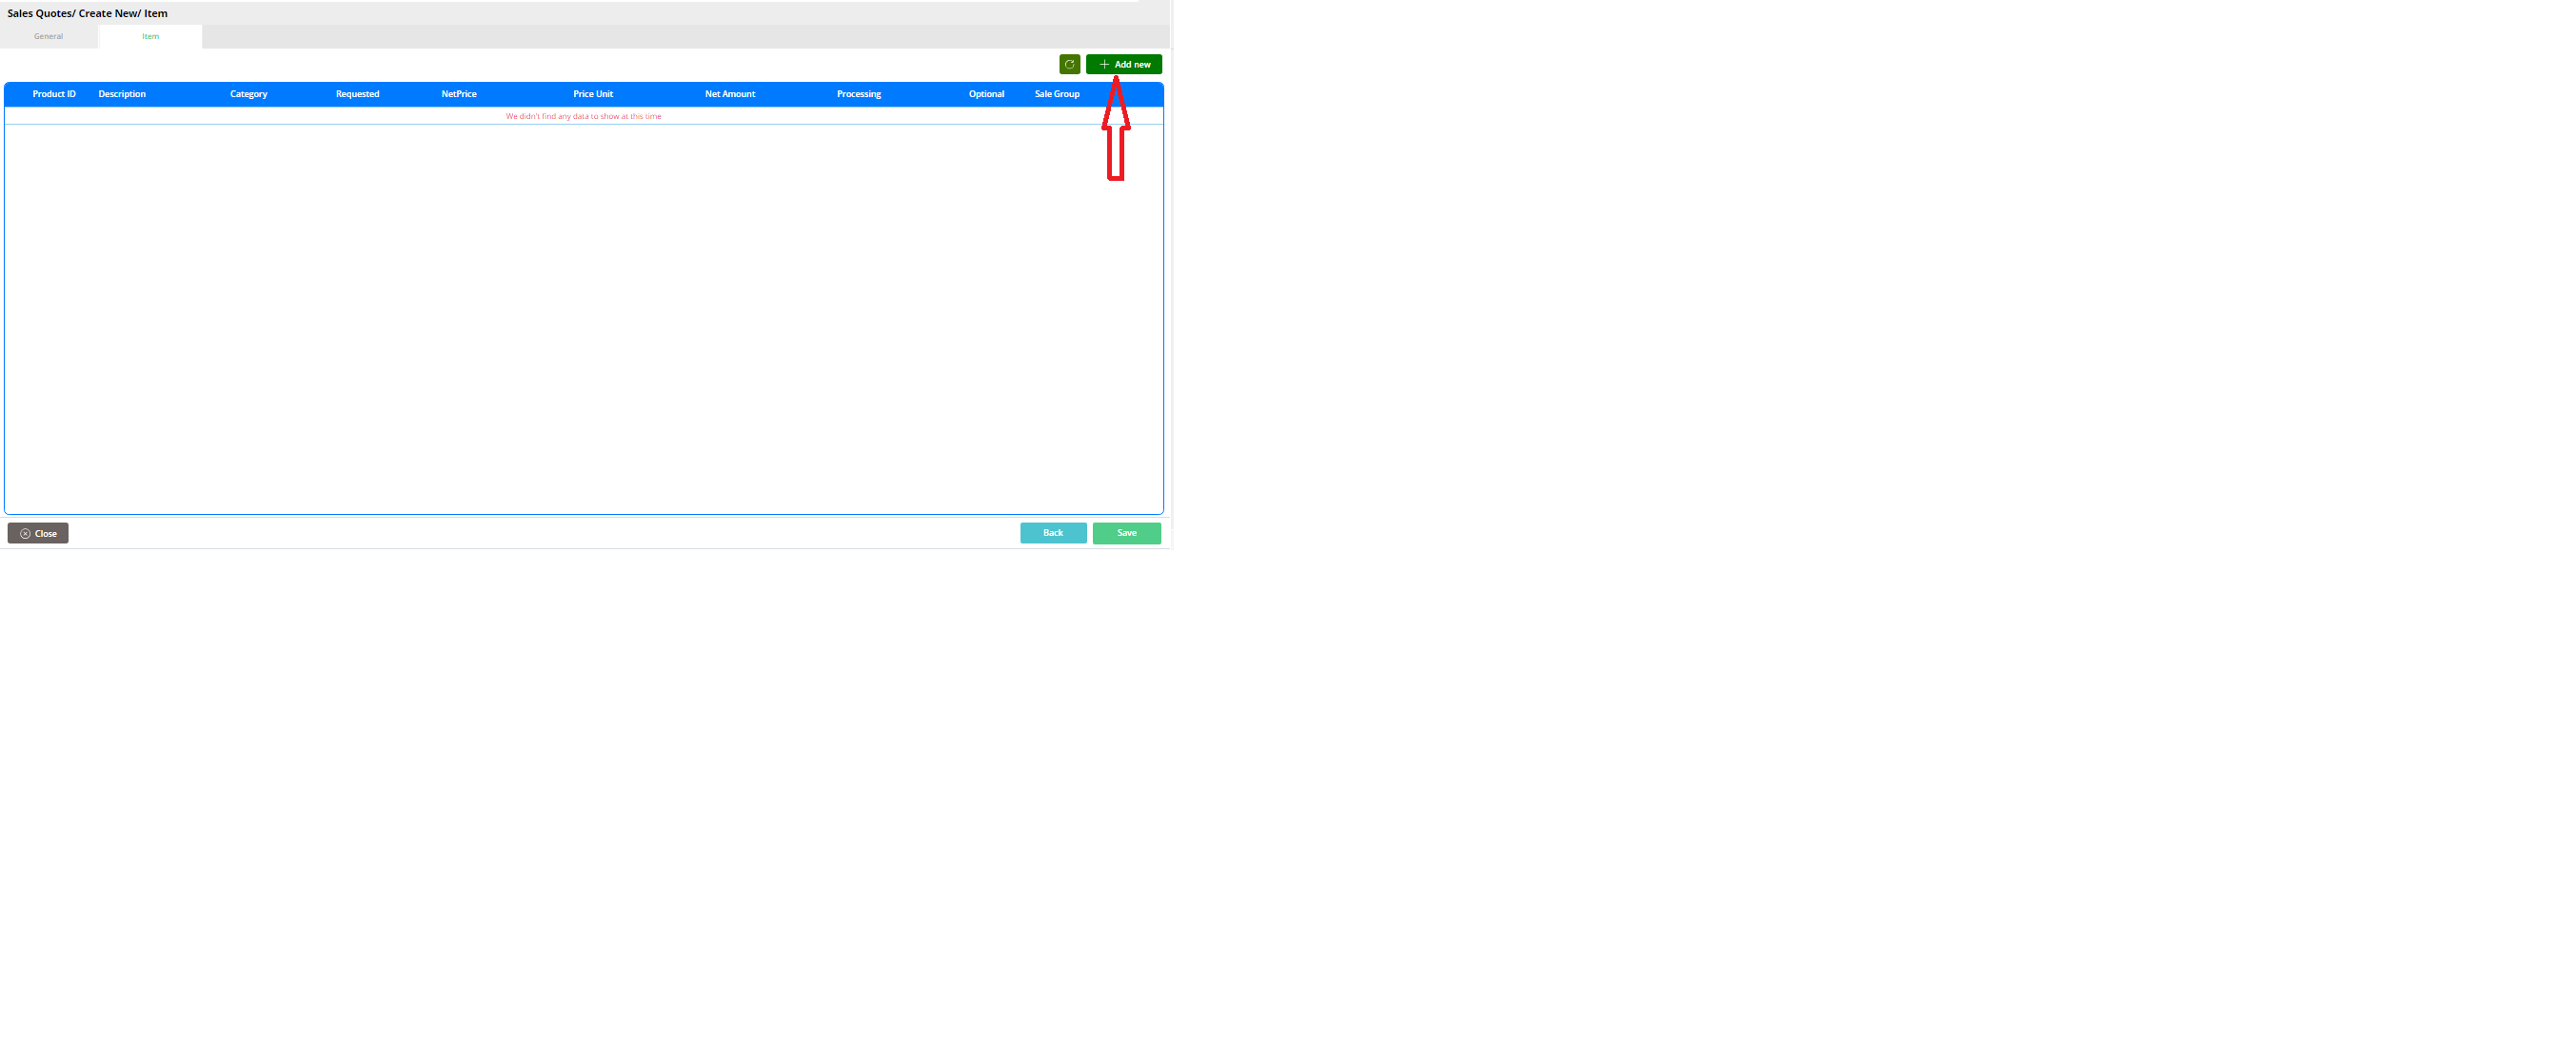 Sales Quotes/ Create New/ Item
General Item
Add new
Product ID Description Category Requested NetPrice Price Unit Net Amount Processing Optional Sale Group
We didn't find any data to show at this time
Close Back Save